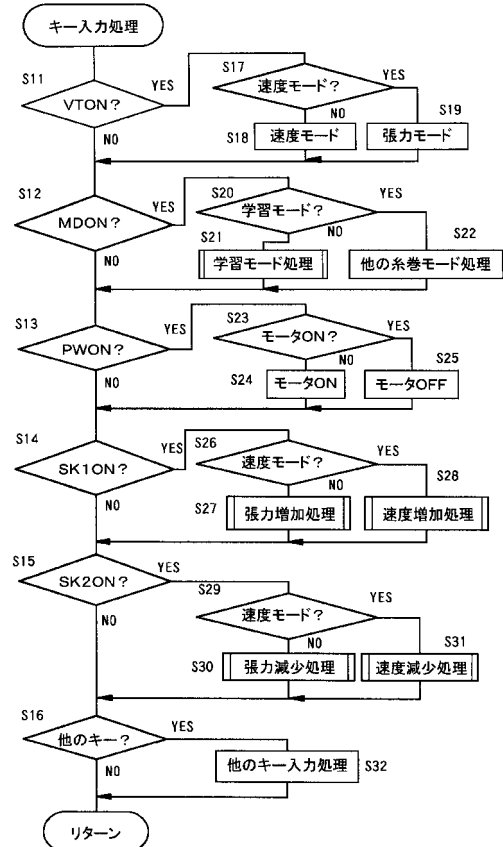 キー入力処理
S11
VTON?
YES
NO
S17
速度モード?
YES
NO
S18
速度モード
S19
張力モード
S12
MDON?
YES
NO
S20
学習モード?
YES
NO
S21
学習モード処理
S22
他の糸巻モード処理
S13
PWON?
YES
NO
S23
モータON?
YES
NO
S24
モータON
S25
モータOFF
S14
SK1ON?
YES
NO
S26
速度モード?
YES
NO
S27
張力増加処理
S28
速度増加処理
S15
SK2ON?
YES
NO
S29
速度モード?
YES
NO
S30
張力減少処理
S31
速度減少処理
S16
他のキー?
YES
NO
他のキー入力処理
S32
リターン